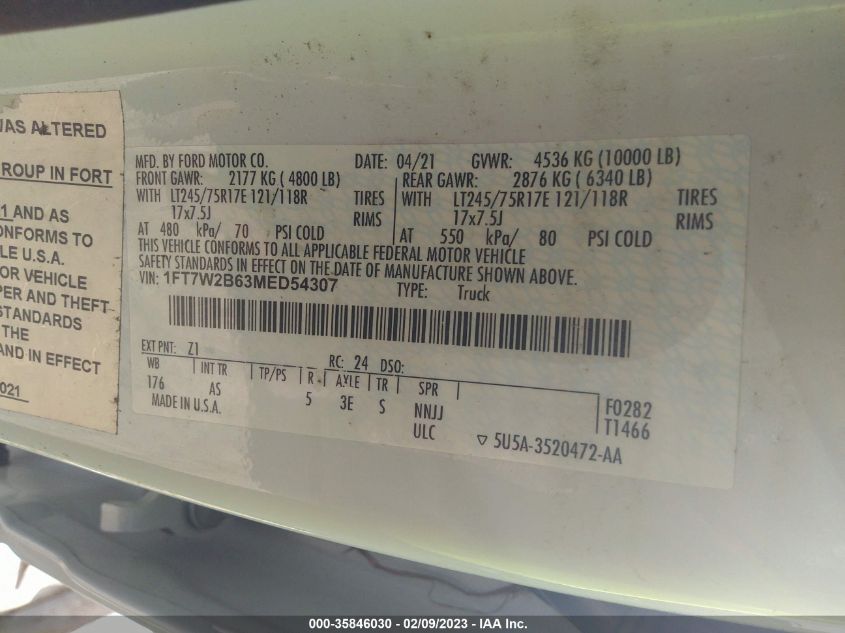 WAS ALTERED
GROUP IN FORT
1 AND AS
CONFORMS TO
LE U.S.A.
OR VEHICLE
PER AND THEFT
STANDARDS
THE
AND IN EFFECT
2021
MFD. BY FORD MOTOR CO. DATE: 04/21 GVWR: 4536 KG (10000 LB)
FRONT GAWR: 2177 KG ( 4800 LB) REAR GAWR: 2876 KG ( 6340 LB)
WITH LT245/75R17E 121/118R TIRES WITH LT245/75R17E 121/118R TIRES
17x7.5J RIMS 17x7.5J RIMS
AT 480 kPa/ 70 PSI COLD AT 550 kPa/ 80 PSI COLD
THIS VEHICLE CONFORMS TO ALL APPLICABLE FEDERAL MOTOR VEHICLE
SAFETY STANDARDS IN EFFECT ON THE DATE OF MANUFACTURE SHOWN ABOVE.
VIN: 1FT7W2B63MED54307 TYPE: Truck
EXT PNT: Z1 RC: 24 DSO:
WB INT TR TP/PS R AXLE TR SPR
176 AS 5 3E S NNJJ F0282
MADE IN U.S.A. ULC T1466
▽ 5U5A-3520472-AA
000-35846030 - 02/09/2023 - IAA Inc.